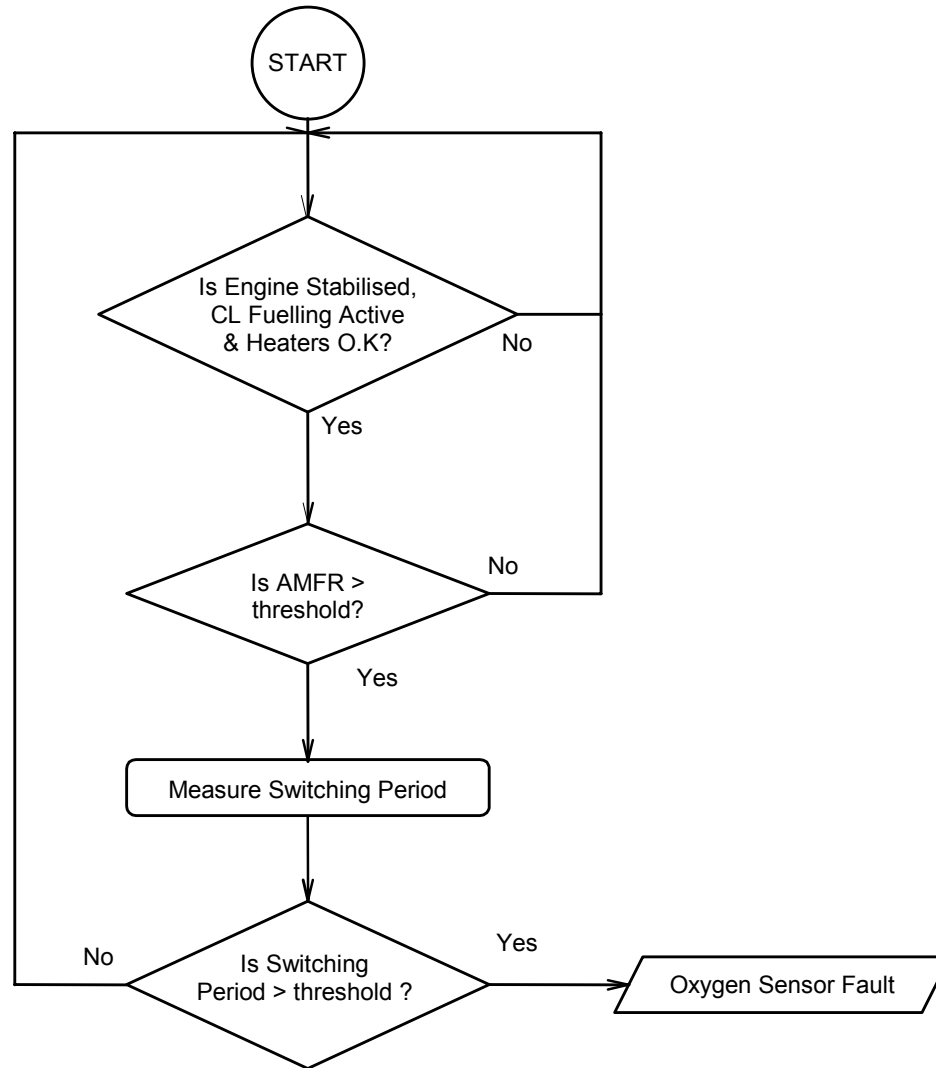 START
Is Engine Stabilised,
CL Fuelling Active
& Heaters O.K?
No
Yes
Is AMFR >
threshold?
No
Yes
Measure Switching Period
Is Switching
Period > threshold ?
No
Yes
Oxygen Sensor Fault